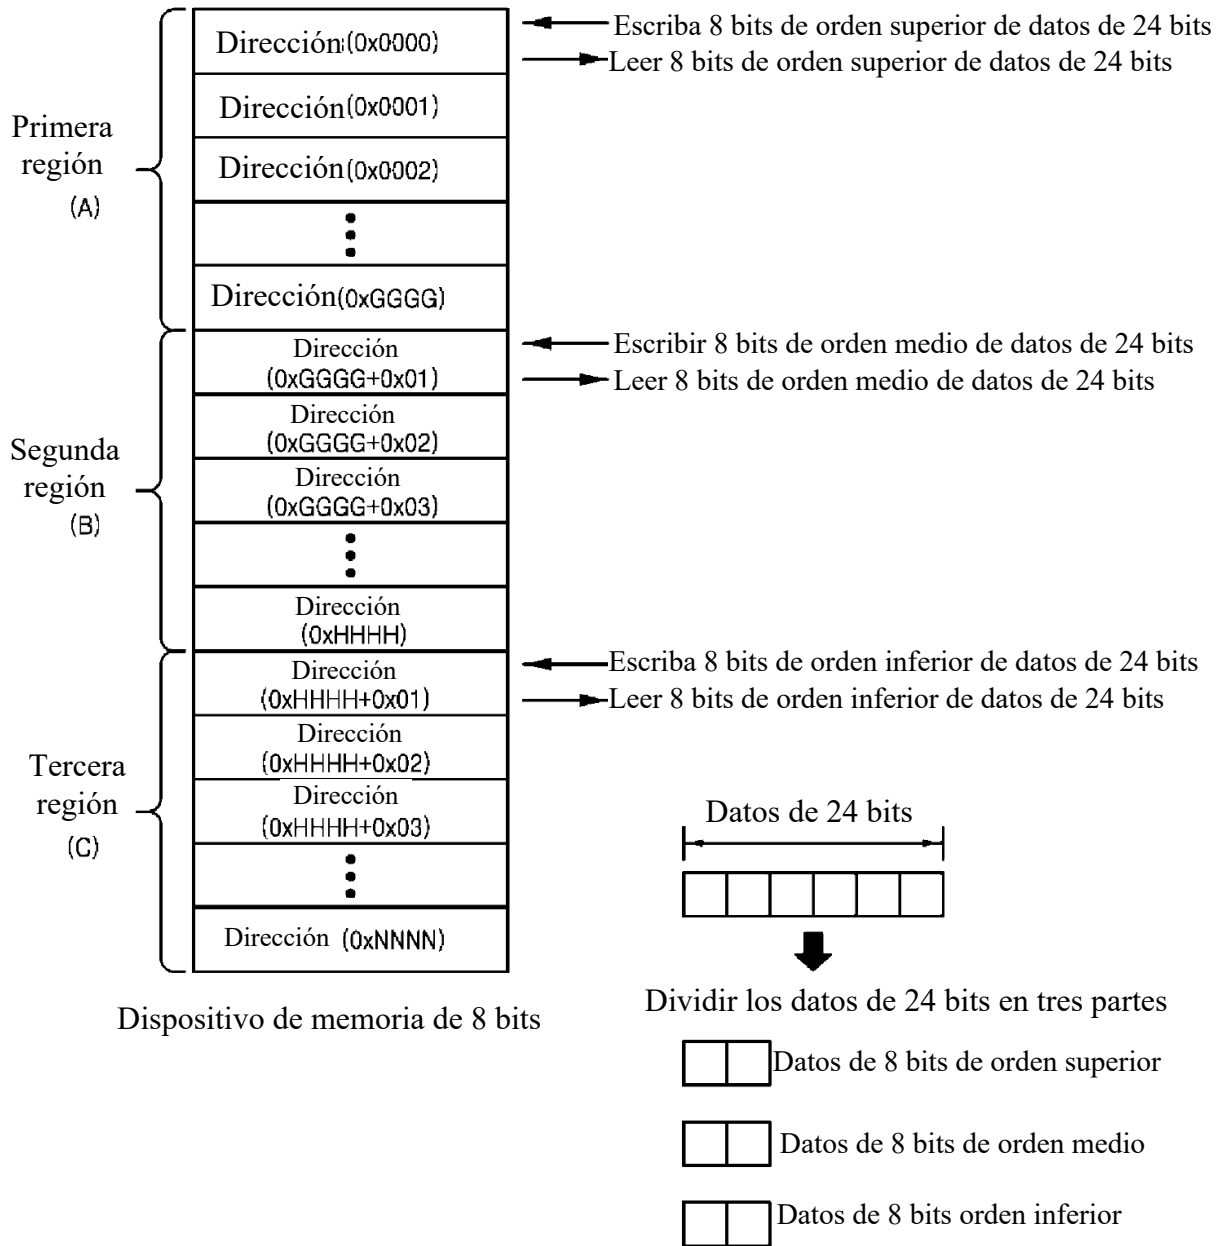 Dirección(0x0000)
Escriba 8 bits de orden superior de datos de 24 bits
Leer 8 bits de orden superior de datos de 24 bits
Dirección(0x0001)
Primera
región
(A)
Dirección(0x0002)
Dirección(0xGGGG)
Dirección
(0xGGGG+0x01)
Escribir 8 bits de orden medio de datos de 24 bits
Leer 8 bits de orden medio de datos de 24 bits
Dirección
(0xGGGG+0x02)
Segunda
región
(B)
Dirección
(0xGGGG+0x03)
Dirección
(0xHHHH)
Dirección
(0xHHHH+0x01)
Escriba 8 bits de orden inferior de datos de 24 bits
Leer 8 bits de orden inferior de datos de 24 bits
Dirección
(0xHHHH+0x02)
Tercera
región
(C)
Dirección
(0xHHHH+0x03)
Dirección (0xNNNN)
Dispositivo de memoria de 8 bits
Datos de 24 bits
Dividir los datos de 24 bits en tres partes
Datos de 8 bits de orden superior
Datos de 8 bits de orden medio
Datos de 8 bits orden inferior